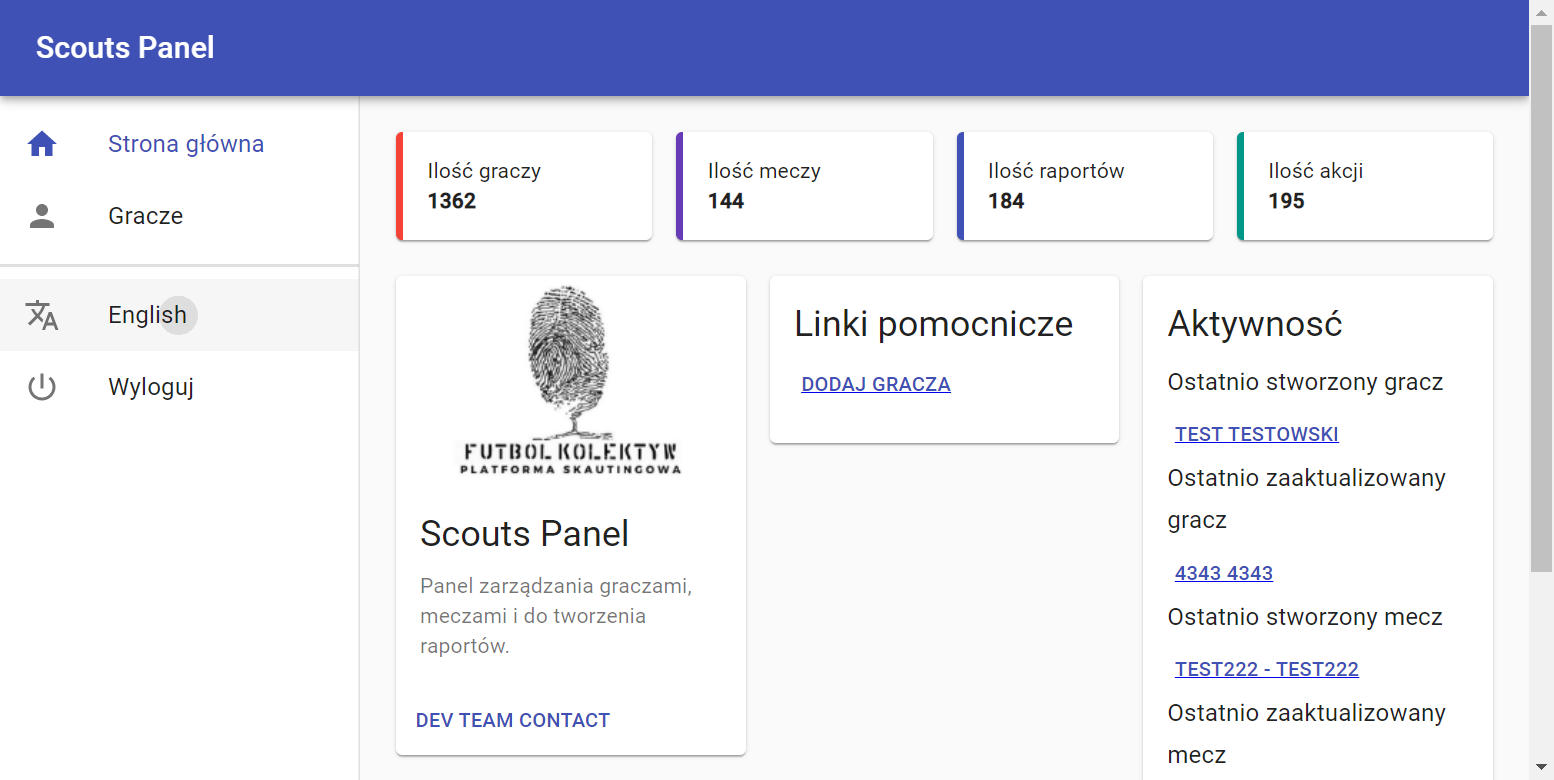 Scouts Panel
Strona główna
Gracze
English
Wyloguj
Ilość graczy
1362
Ilość meczy
144
Ilość raportów
184
Ilość akcji
195
FUTBOL KOLEKTYW
PLATFORMA SKAUTINGOWA
Scouts Panel
Panel zarządzania graczami,
meczami i do tworzenia
raportów.
DEV TEAM CONTACT
Linki pomocnicze
DODAJ GRACZA
Aktywnosć
Ostatnio stworzony gracz
TEST TESTOWSKI
Ostatnio zaaktualizowany
gracz
4343 4343
Ostatnio stworzony mecz
TEST222 - TEST222
Ostatnio zaaktualizowany
mecz